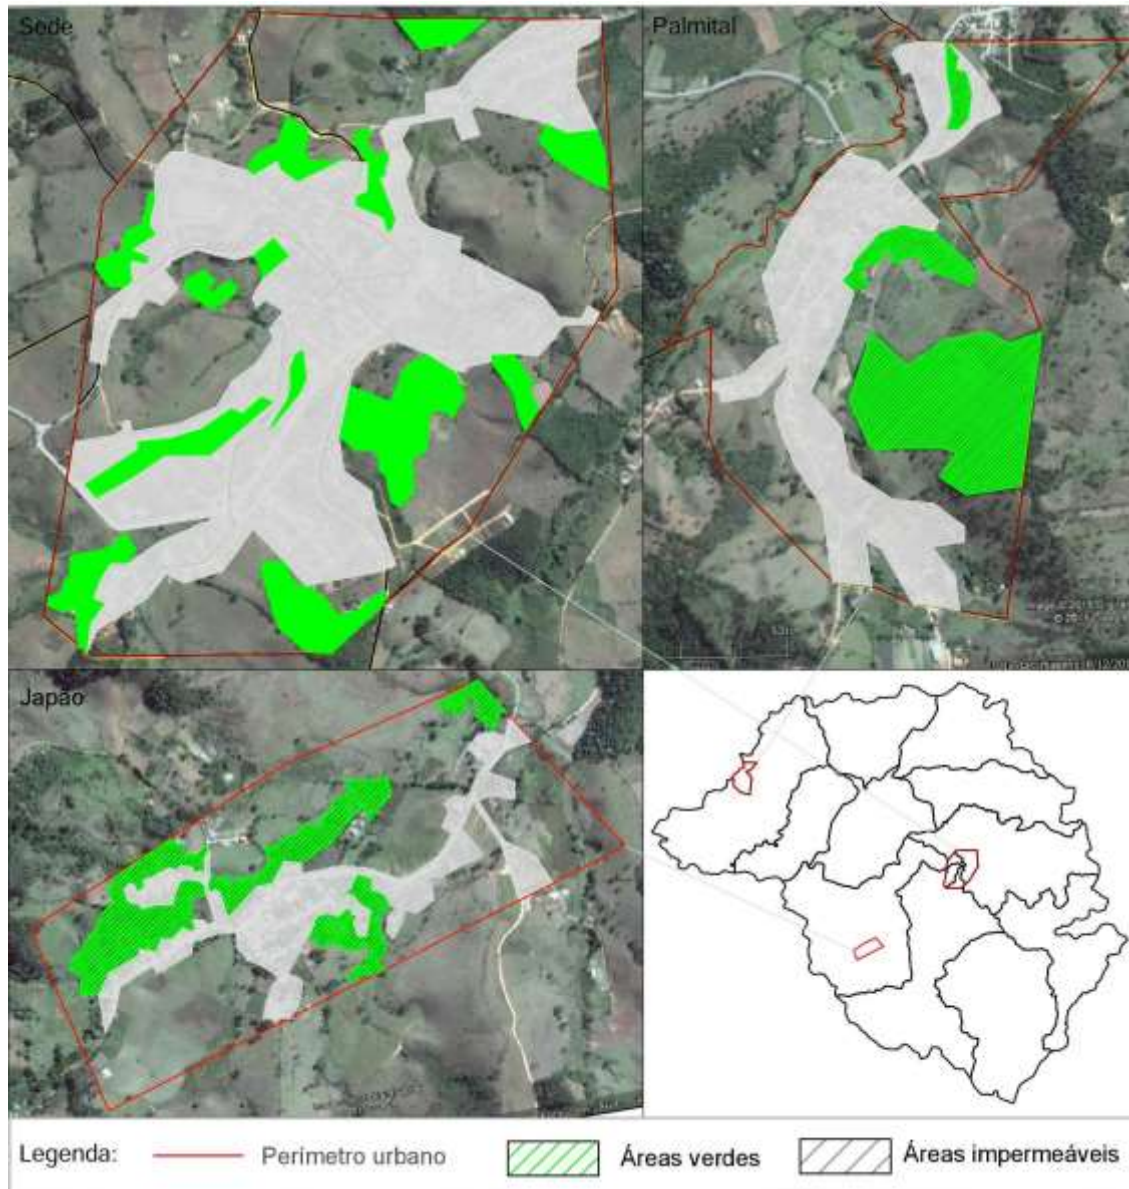 Sede
Palmital
Japão
Legenda:
Perímetro urbano
Áreas verdes
Áreas impermeáveis